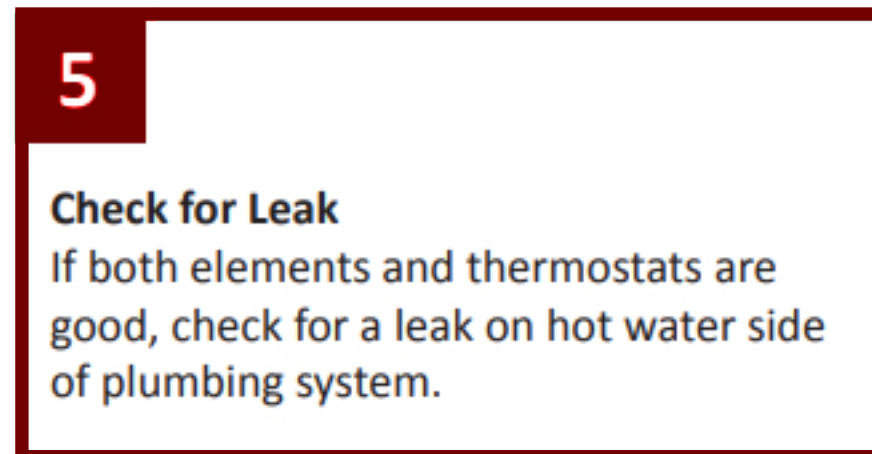 5
Check for Leak
If both elements and thermostats are
good, check for a leak on hot water side
of plumbing system.